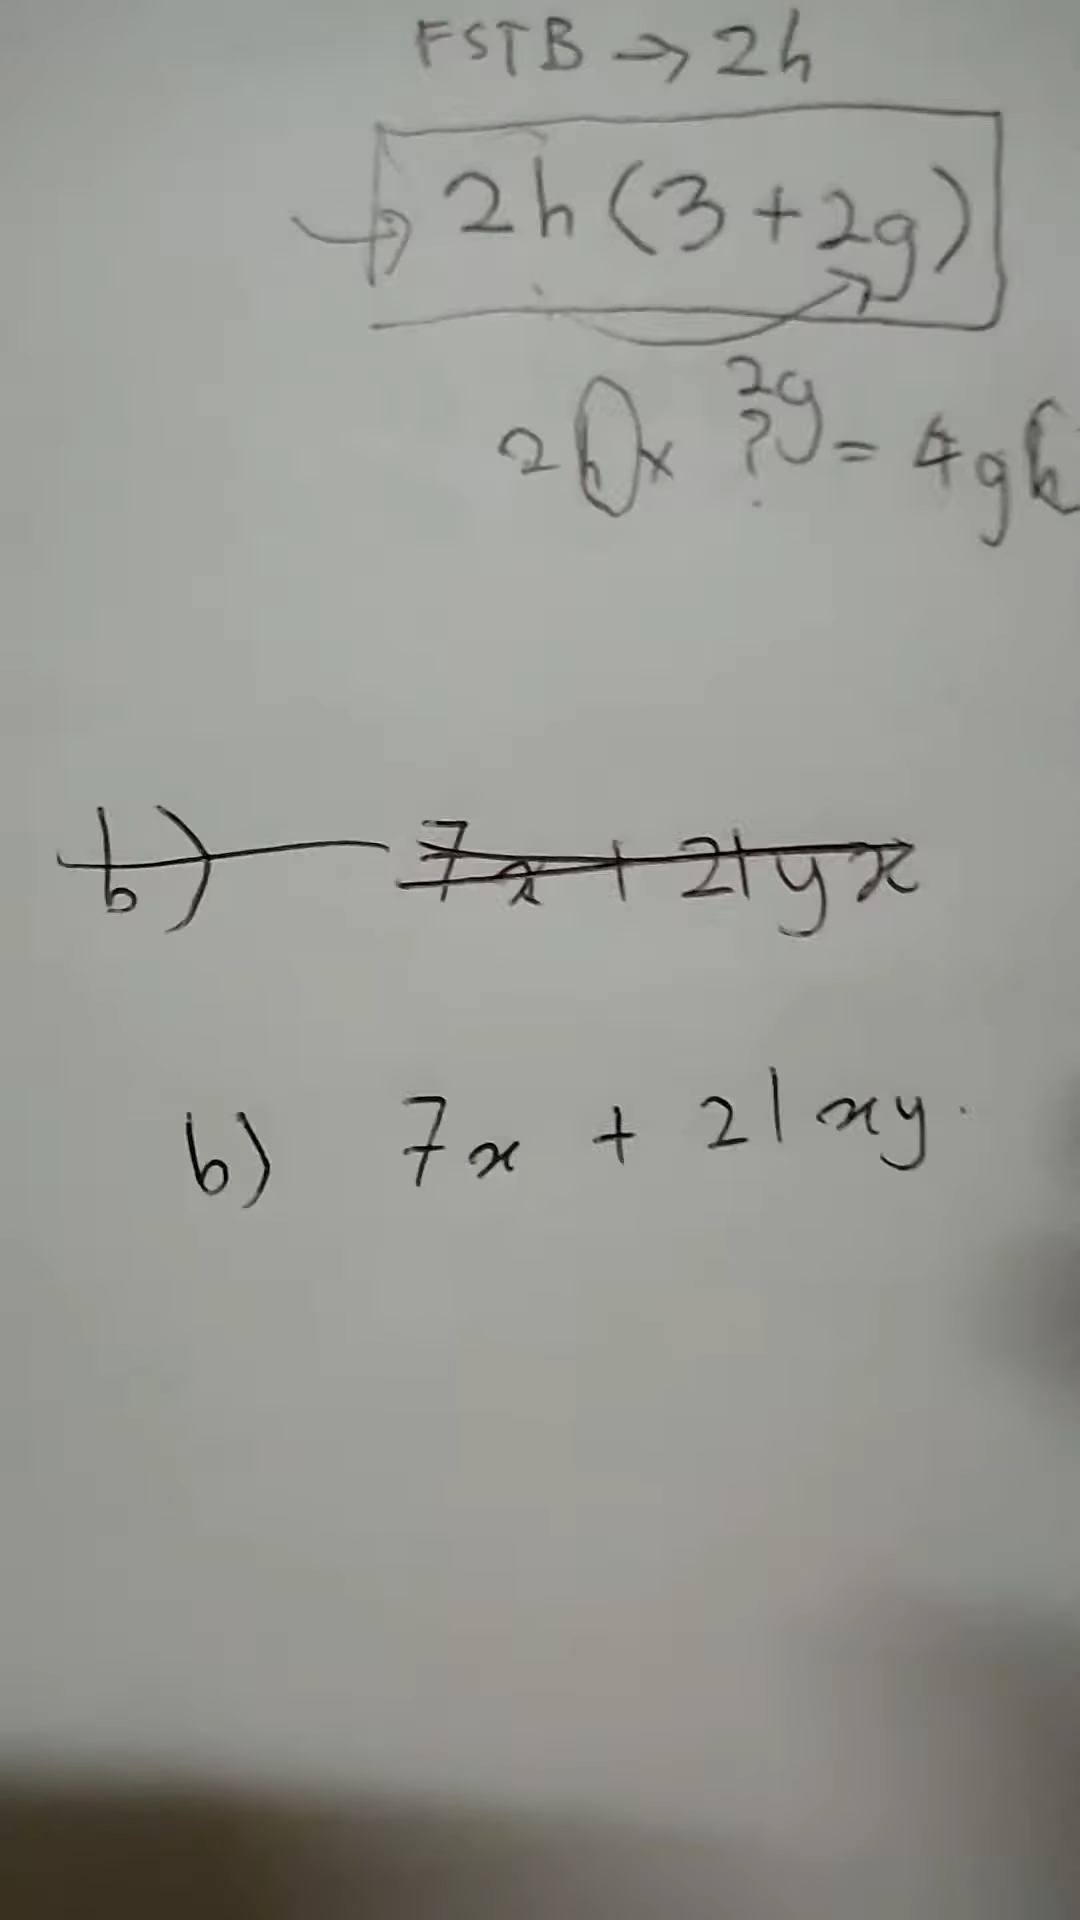 FSTB → 2h
→ 2h (3 + 2g)
2g
2h x ? = 4gh
b) 7x + 21yx
b) 7x + 21xy.